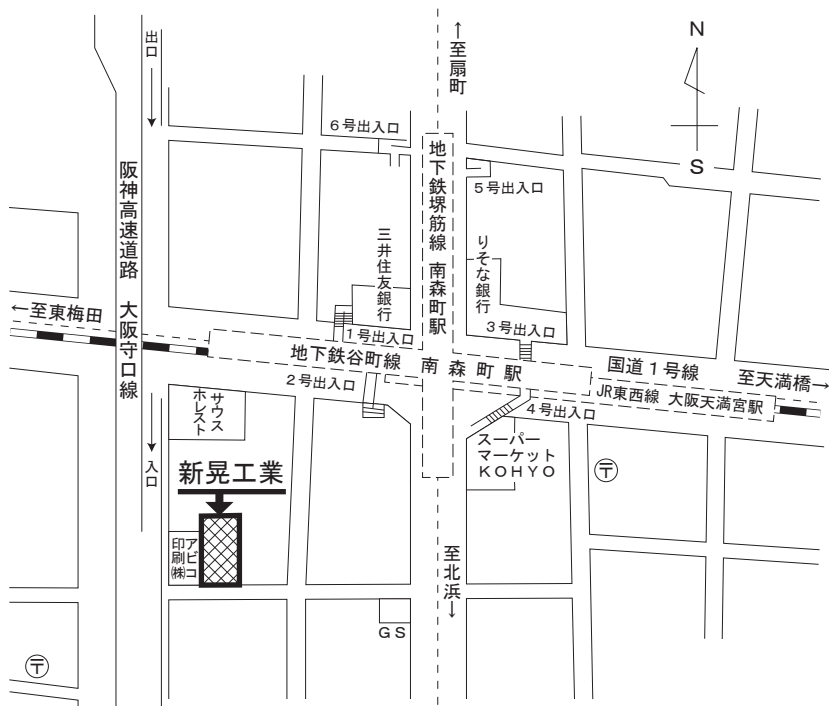 N
S
出口
↑至扇町
6号出入口
地下鉄堺筋線 南森町駅
5号出入口
阪神高速道路 大阪守口線
三井住友銀行
りそな銀行
←至東梅田
1号出入口
3号出入口
地下鉄谷町線 南森町駅
国道1号線
至天満橋→
2号出入口
JR東西線 大阪天満宮駅
4号出入口
サウス
ホレスト
スーパー
マーケット
KOHYO
〒
入口
新晃工業
アビコ
印刷
㈱
至北浜→
GS
〒